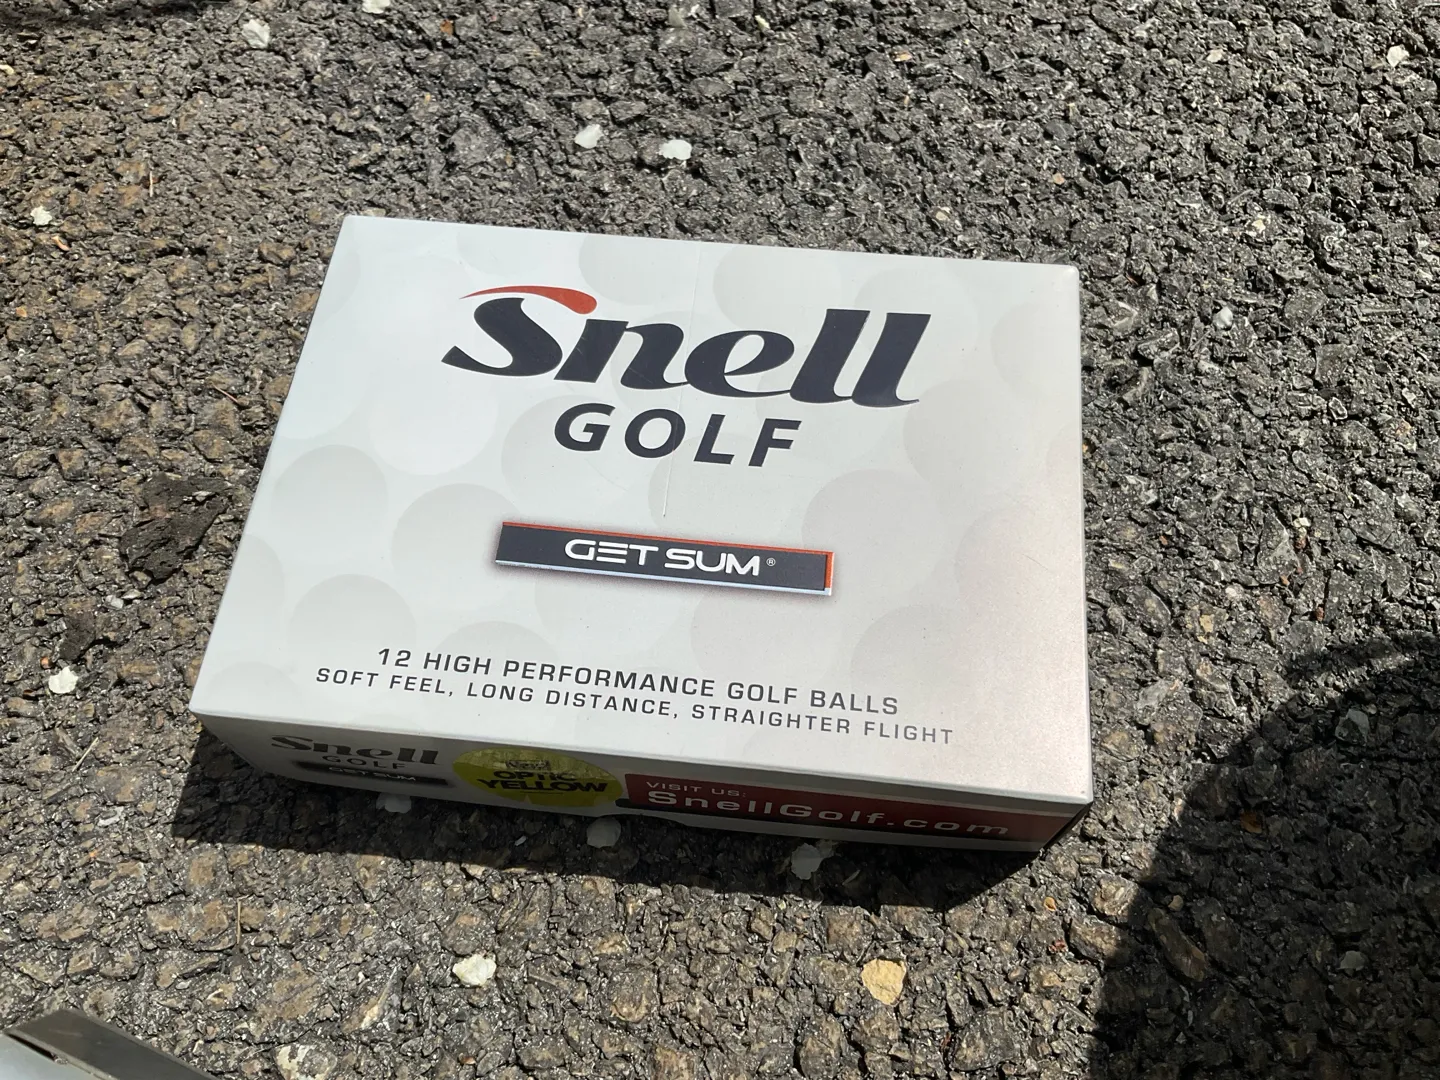 Snell
GOLF
GET SUM®
12 HIGH PERFORMANCE GOLF BALLS
SOFT FEEL, LONG DISTANCE, STRAIGHTER FLIGHT
Snell
GOLF
GET SUM
OPTIC
YELLOW
VISIT US:
SnellGolf.com